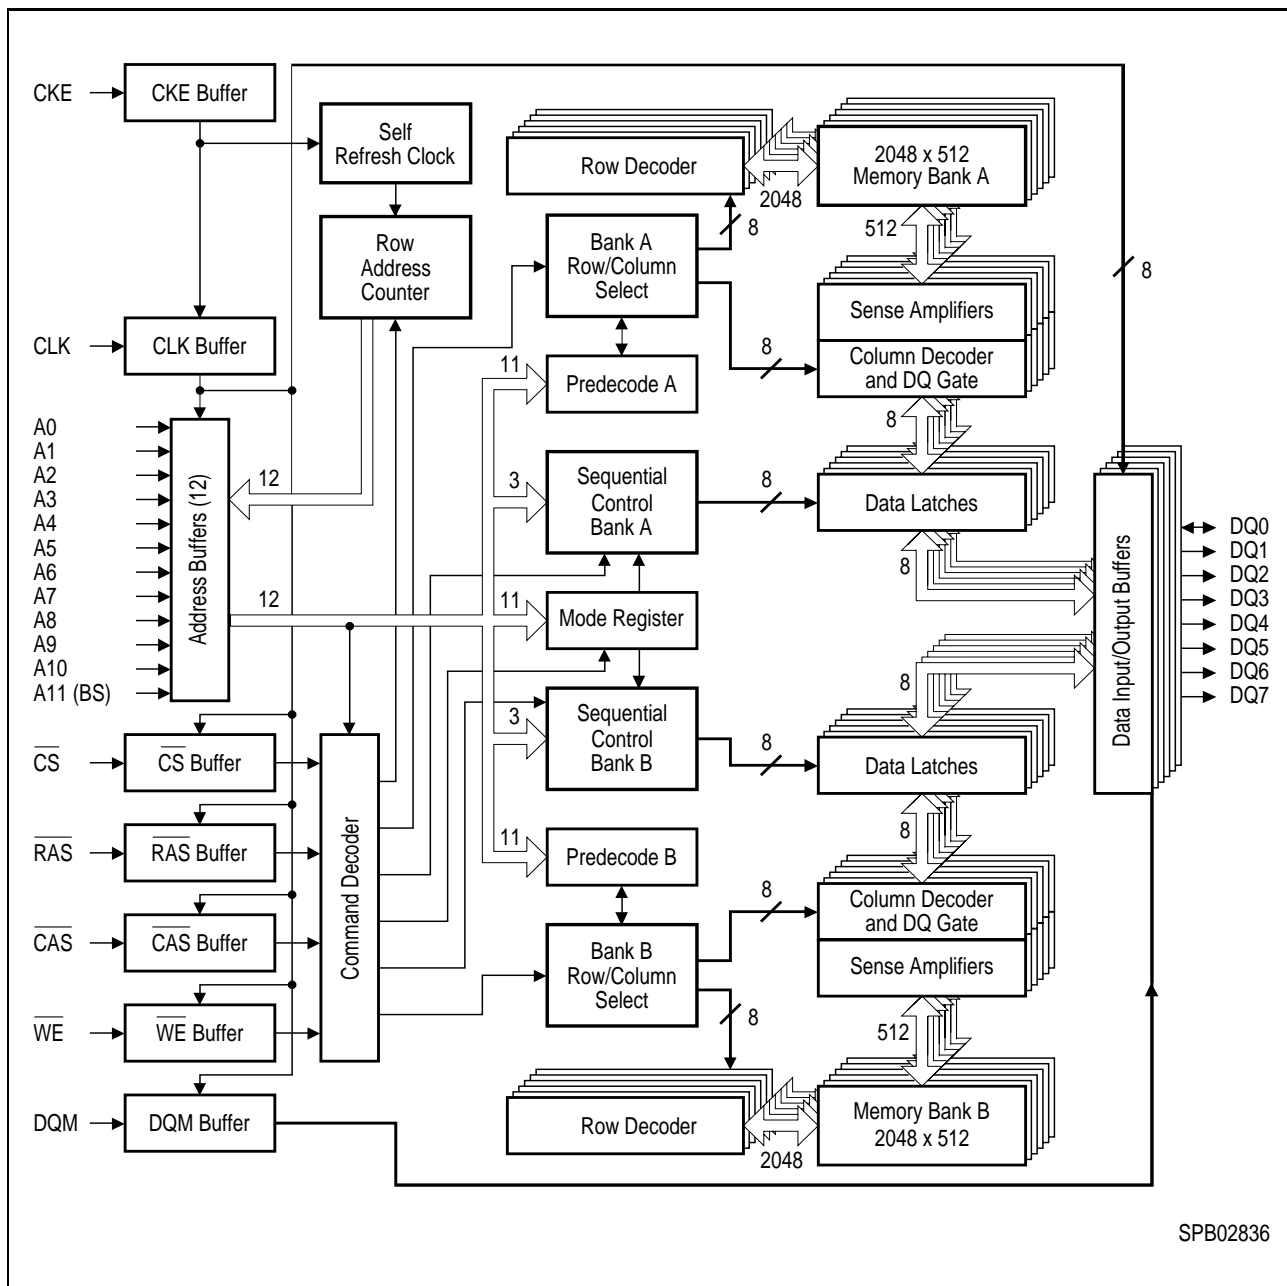 CKE
CKE Buffer
Self
Refresh Clock
Row Decoder
2048
2048 x 512
Memory Bank A
8
512
Row
Address
Counter
Bank A
Row/Column
Select
8
Sense Amplifiers
CLK
CLK Buffer
11
Predecode A
8
Column Decoder
and DQ Gate
8
A0
A1
A2
A3
A4
A5
A6
A7
A8
A9
A10
A11 (BS)
Address Buffers (12)
12
12
3
Sequential
Control
Bank A
8
Data Latches
8
11
Mode Register
Data Input/Output Buffers
DQ0
DQ1
DQ2
DQ3
DQ4
DQ5
DQ6
DQ7
8
3
Sequential
Control
Bank B
8
Data Latches
8
CS
CS Buffer
RAS
RAS Buffer
CAS
CAS Buffer
WE
WE Buffer
Command Decoder
11
Predecode B
8
Column Decoder
and DQ Gate
Bank B
Row/Column
Select
Sense Amplifiers
8
512
DQM
DQM Buffer
Row Decoder
2048
Memory Bank B
2048 x 512
SPB02836